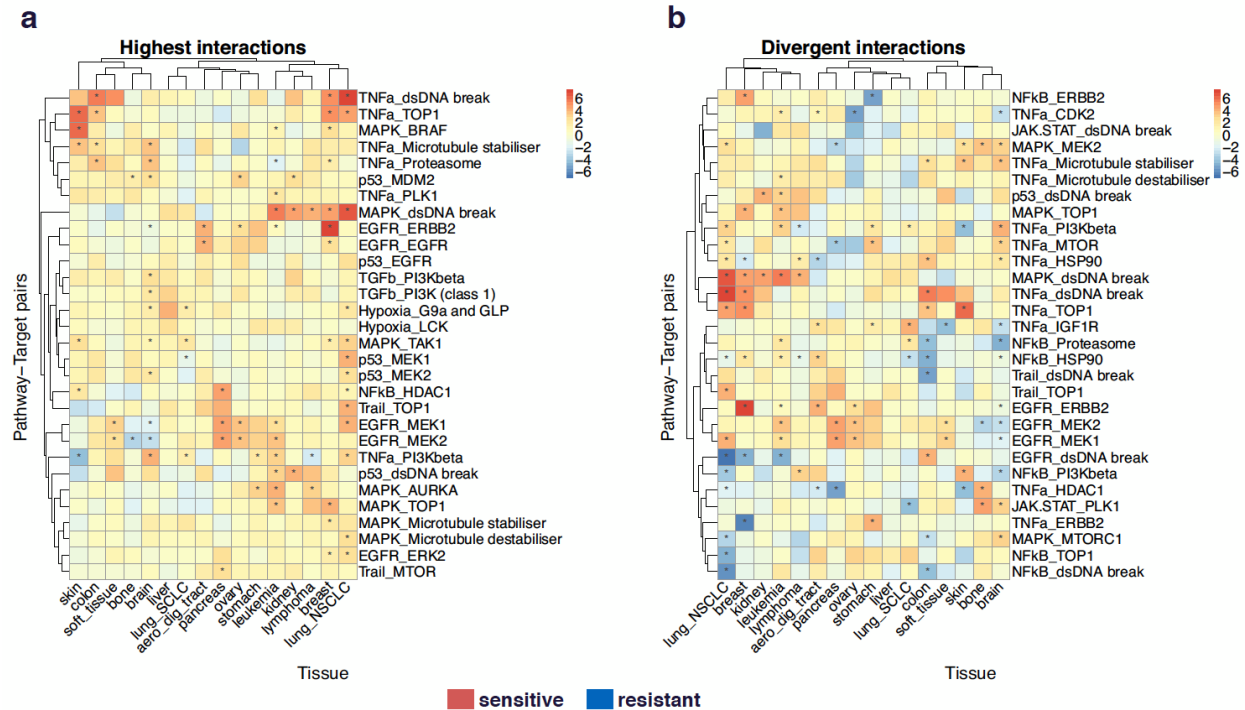 a
Highest interactions
TNFa_dsDNA break
TNFa_TOP1
MAPK_BRAF
TNFa_Microtubule stabiliser
TNFa_Proteasome
p53_MDM2
TNFa_PLK1
MAPK_dsDNA break
EGFR_ERBB2
EGFR_EGFR
p53_EGFR
TGFb_PI3Kbeta
TGFb_PI3K (class 1)
Hypoxia_G9a and GLP
Hypoxia_LCK
MAPK_TAK1
p53_MEK1
p53_MEK2
NFkB_HDAC1
Trail_TOP1
EGFR_MEK1
EGFR_MEK2
TNFa_PI3Kbeta
p53_dsDNA break
MAPK_AURKA
MAPK_TOP1
MAPK_Microtubule stabiliser
MAPK_Microtubule destabiliser
EGFR_ERK2
Trail_MTOR
6
4
2
0
−2
−4
−6
Pathway−Target pairs
skin
colon
soft_tissue
bone
brain
liver
lung_SCLC
aero_dig_tract
pancreas
ovary
stomach
leukemia
kidney
lymphoma
breast
lung_NSCLC
Tissue
b
Divergent interactions
NFkB_ERBB2
TNFa_CDK2
JAK.STAT_dsDNA break
MAPK_MEK2
TNFa_Microtubule stabiliser
TNFa_Microtubule destabiliser
p53_dsDNA break
MAPK_TOP1
TNFa_PI3Kbeta
TNFa_MTOR
TNFa_HSP90
MAPK_dsDNA break
TNFa_dsDNA break
TNFa_TOP1
TNFa_IGF1R
NFkB_Proteasome
NFkB_HSP90
Trail_dsDNA break
Trail_TOP1
EGFR_ERBB2
EGFR_MEK2
EGFR_MEK1
EGFR_dsDNA break
NFkB_PI3Kbeta
TNFa_HDAC1
JAK.STAT_PLK1
TNFa_ERBB2
MAPK_MTORC1
NFkB_TOP1
NFkB_dsDNA break
6
4
2
0
−2
−4
−6
Pathway−Target pairs
lung_NSCLC
breast
kidney
leukemia
lymphoma
aero_dig_tract
pancreas
ovary
stomach
liver
lung_SCLC
colon
soft_tissue
skin
bone
brain
Tissue
sensitive
resistant